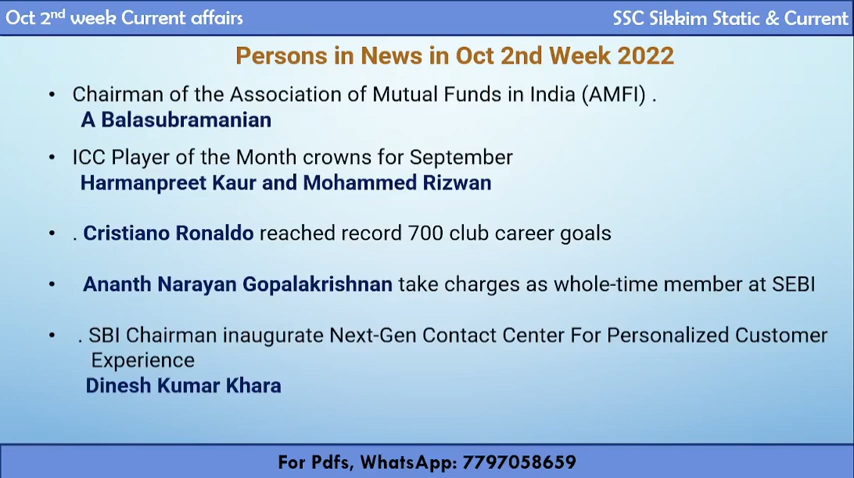 Oct 2nd week Current affairs
SSC Sikkim Static & Current
Persons in News in Oct 2nd Week 2022
• Chairman of the Association of Mutual Funds in India (AMFI) .
A Balasubramanian
• ICC Player of the Month crowns for September
Harmanpreet Kaur and Mohammed Rizwan
• . Cristiano Ronaldo reached record 700 club career goals
• Ananth Narayan Gopalakrishnan take charges as whole-time member at SEBI
• . SBI Chairman inaugurate Next-Gen Contact Center For Personalized Customer
Experience
Dinesh Kumar Khara
For Pdfs, WhatsApp: 7797058659